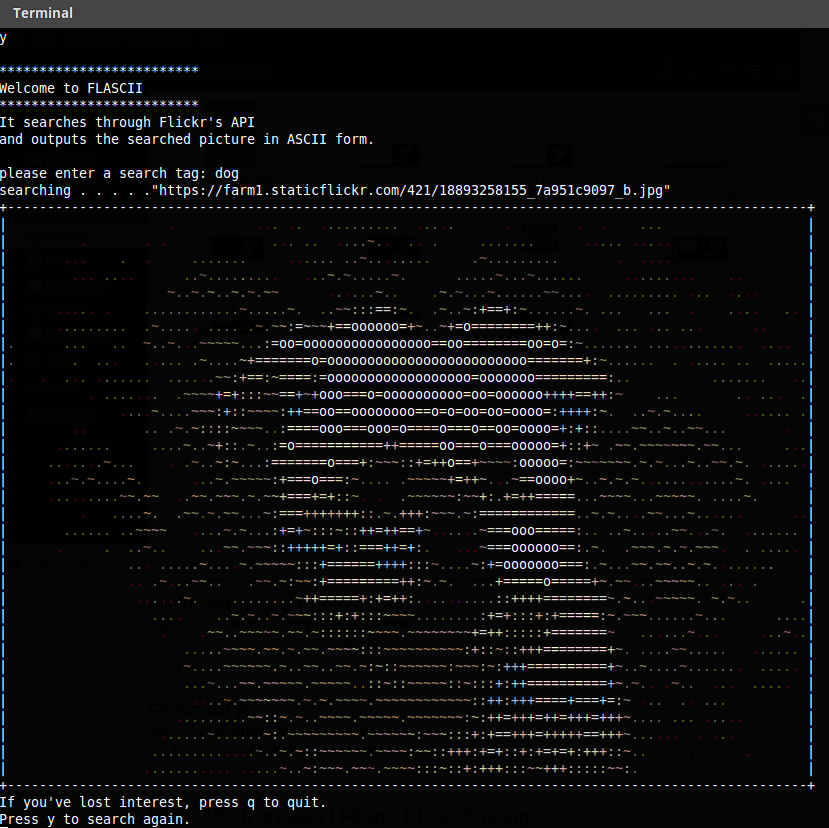 Terminal
y
*************************
Welcome to FLASCII
*************************
It searches through Flickr's API
and outputs the searched picture in ASCII form.
please enter a search tag: dog
searching . . . . ."https://farm1.staticflickr.com/421/18893258155_7a951c9097_b.jpg"
If you've lost interest, press q to quit.
Press y to search again.